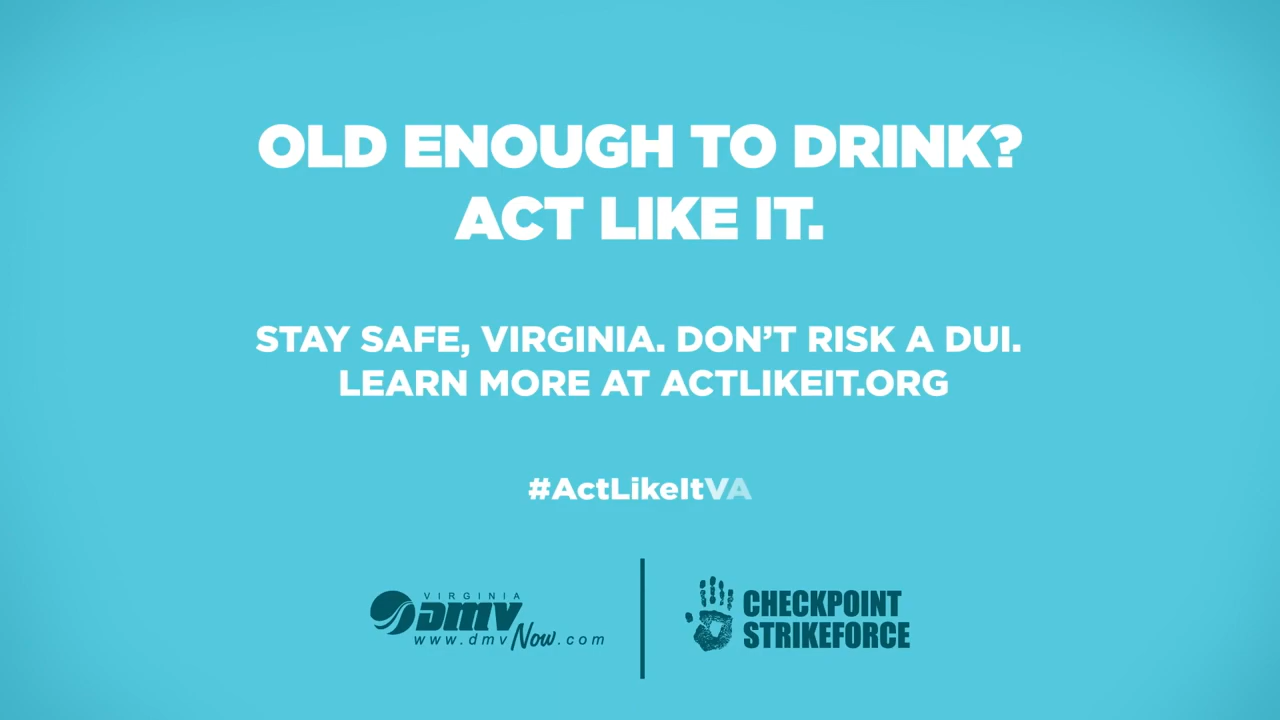 OLD ENOUGH TO DRINK?
ACT LIKE IT.
STAY SAFE, VIRGINIA. DON’T RISK A DUI.
LEARN MORE AT ACTLIKEIT.ORG
#ActLikeItVA
VIRGINIA
DMV
www.dmvNow.com
CHECKPOINT
STRIKEFORCE